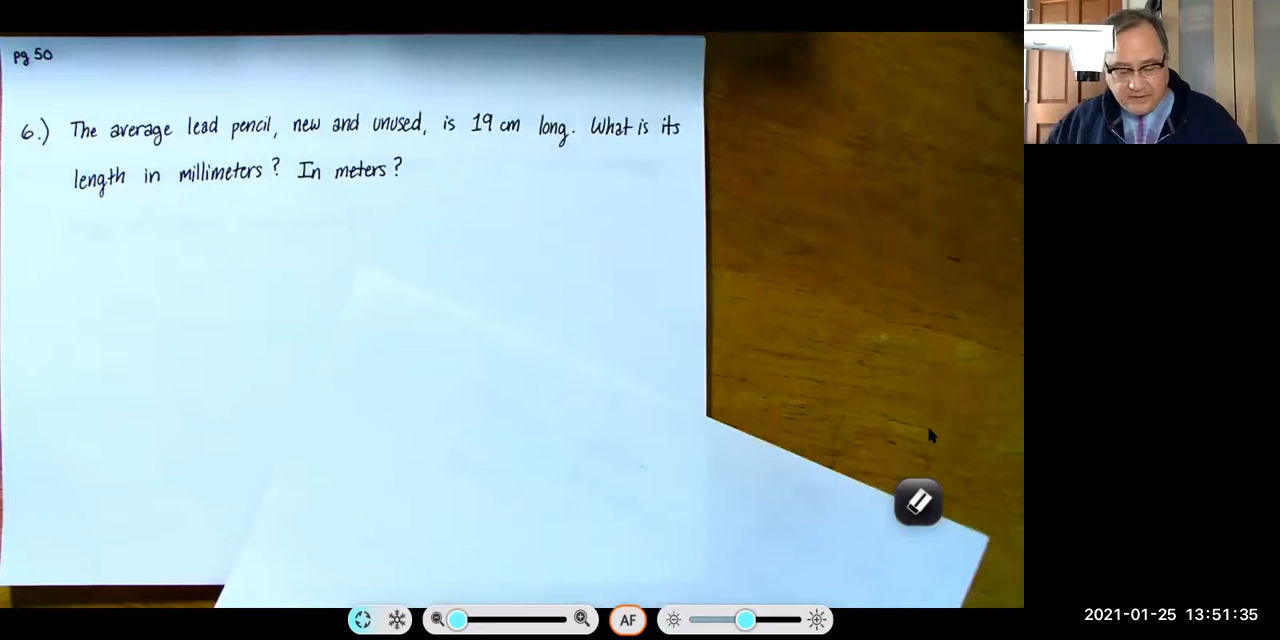 pg 50
6.) The average lead pencil, new and unused, is 19 cm long. What is its
length in millimeters? In meters?
AF
2021-01-25 13:51:35